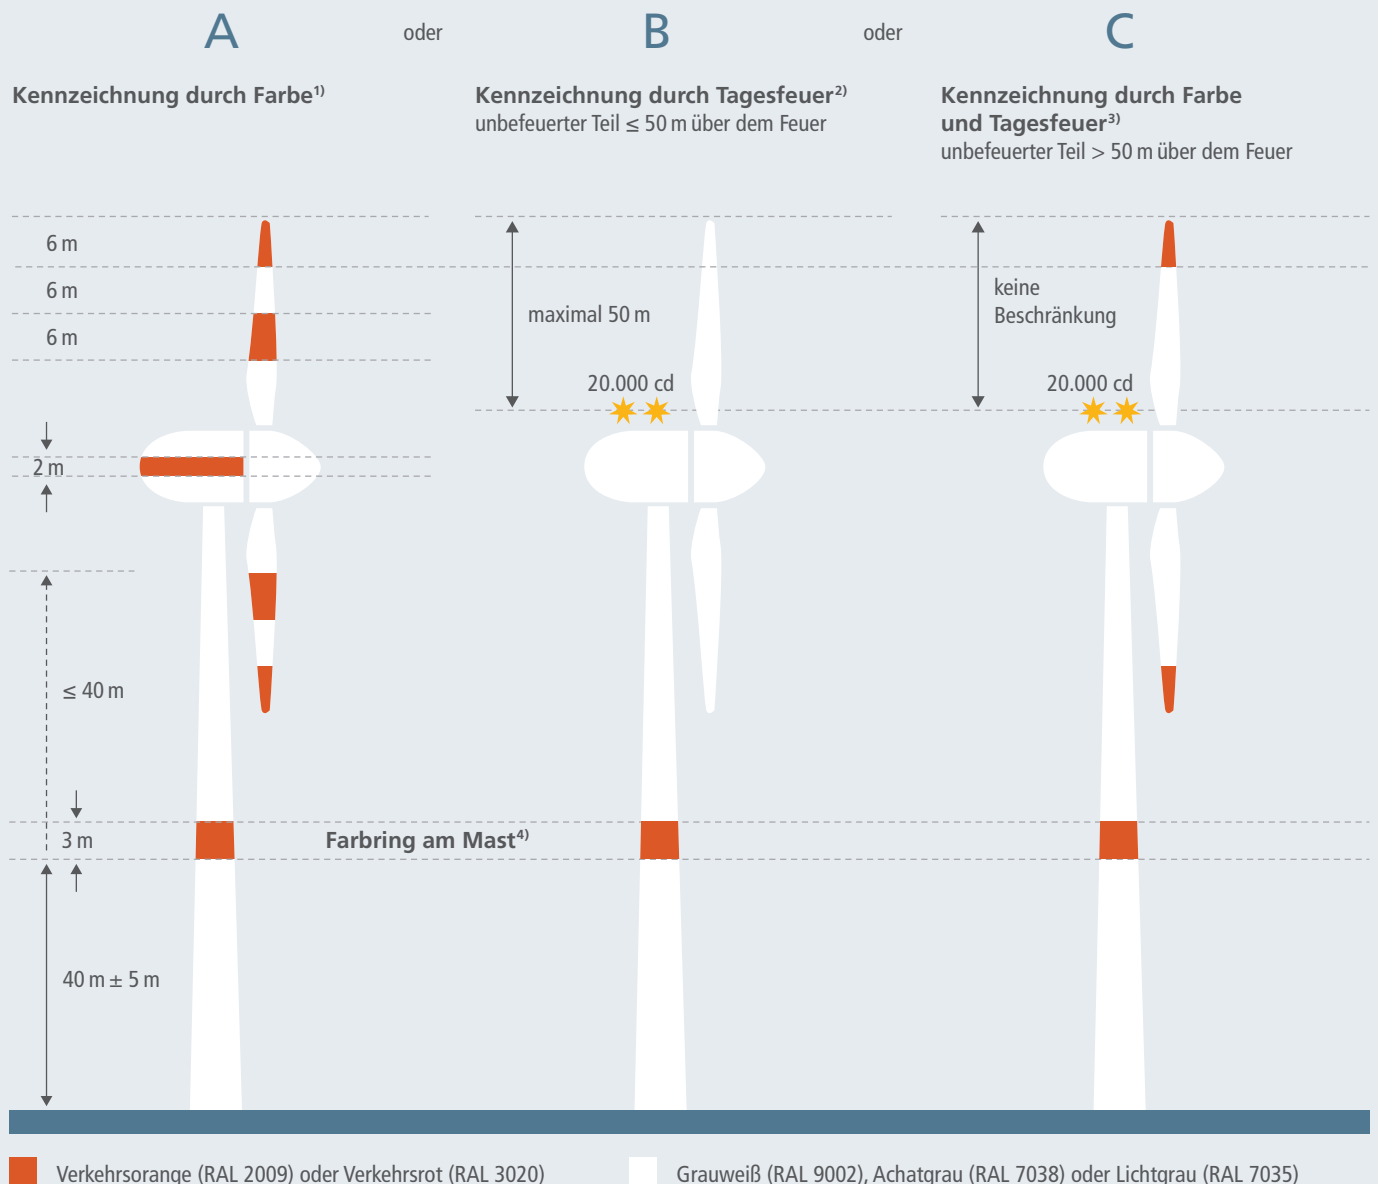 A oder B oder C
Kennzeichnung durch Farbe¹⁾
Kennzeichnung durch Tagesfeuer²⁾
unbefeuerter Teil ≤ 50 m über dem Feuer
Kennzeichnung durch Farbe
und Tagesfeuer³⁾
unbefeuerter Teil > 50 m über dem Feuer
6 m
6 m
6 m
2 m
≤ 40 m
3 m
40 m ± 5 m
maximal 50 m
20.000 cd
keine
Beschränkung
20.000 cd
Farbring am Mast⁴⁾
Verkehrsorange (RAL 2009) oder Verkehrsrot (RAL 3020)
Grauweiß (RAL 9002), Achatgrau (RAL 7038) oder Lichtgrau (RAL 7035)